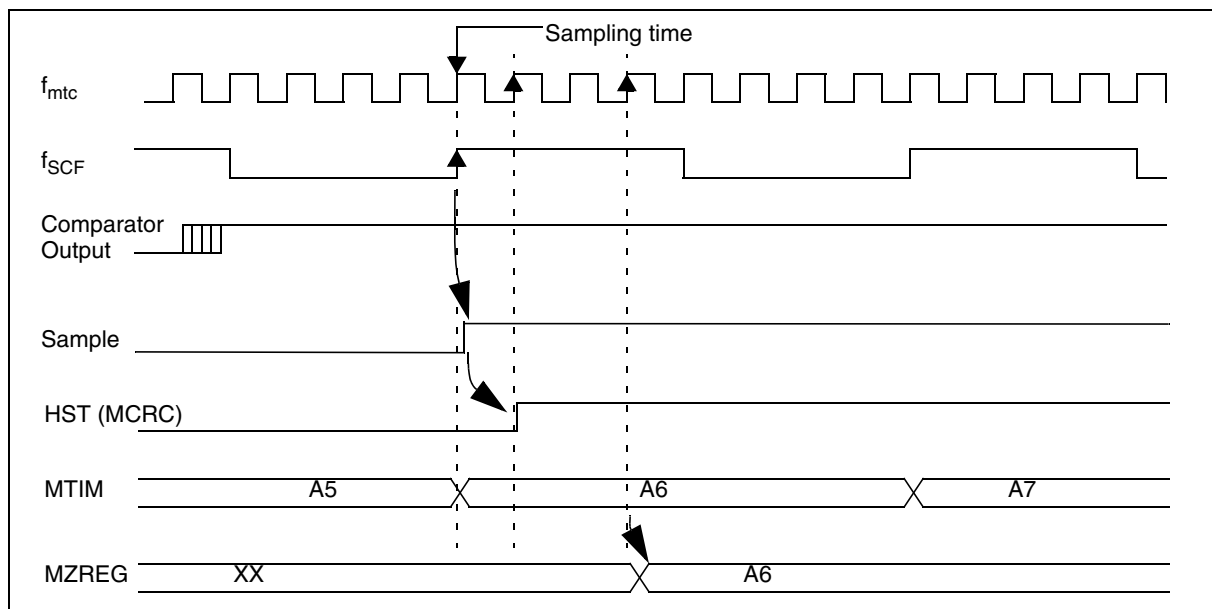 Sampling time
fmtc
fSCF
Comparator
Output
Sample
HST (MCRC)
MTIM A5 A6 A7
MZREG XX A6